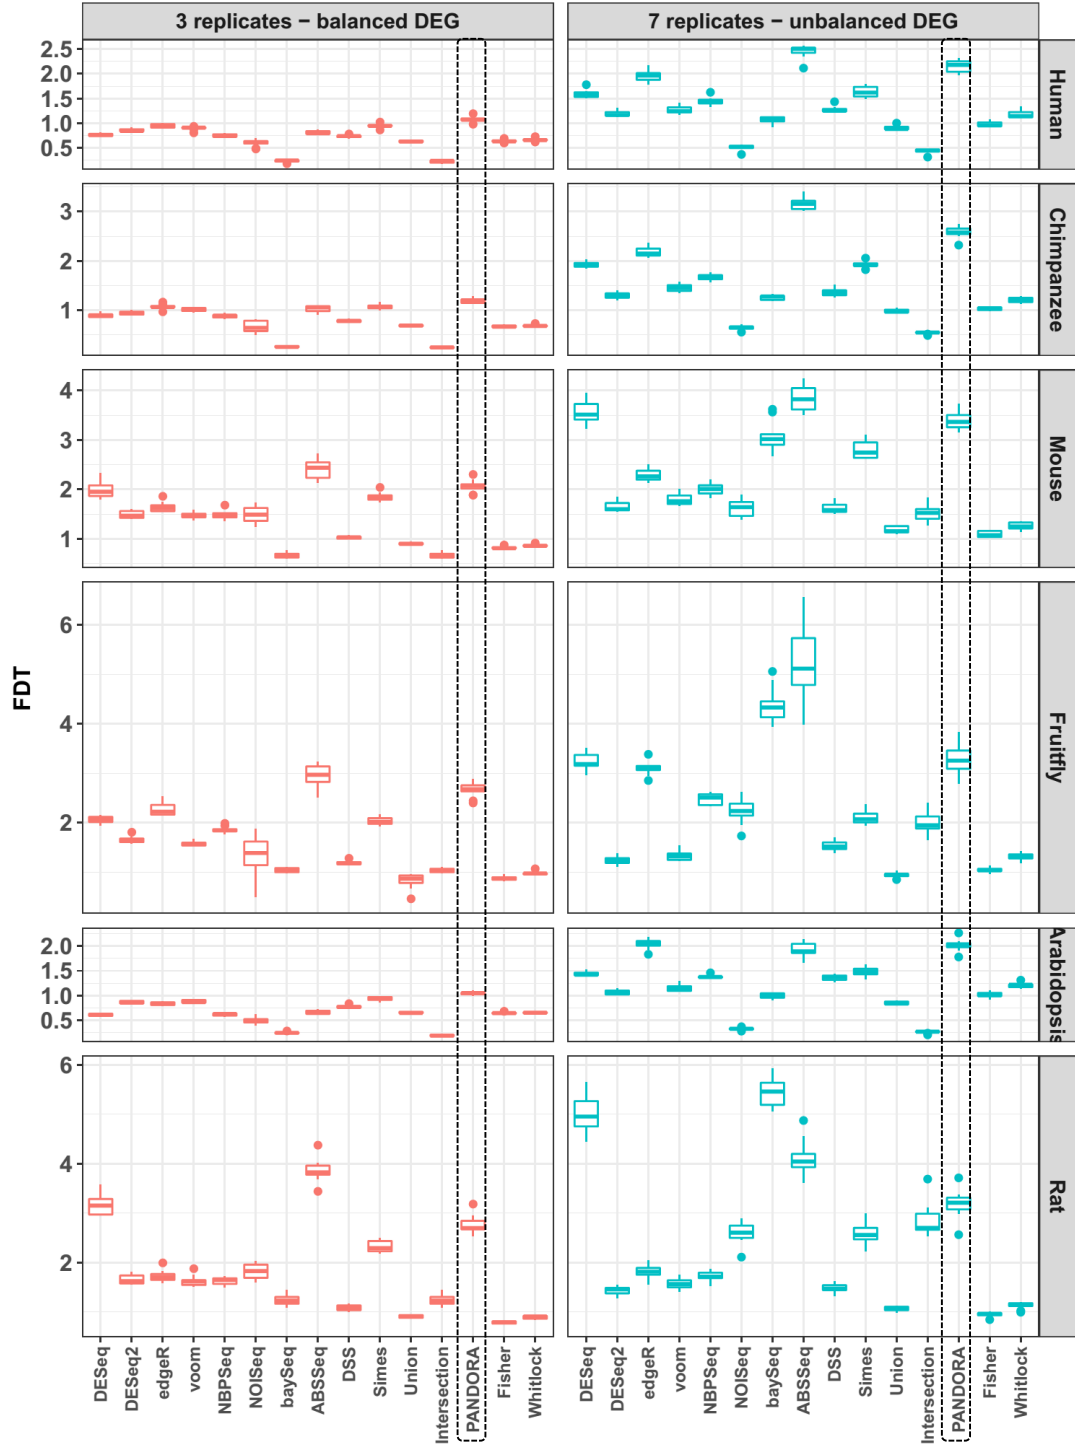 3 replicates − balanced DEG
7 replicates − unbalanced DEG
2.5
2.0
1.5
1.0
0.5
Human
3
2
1
Chimpanzee
4
3
2
1
Mouse
6
4
2
Fruitfly
2.0
1.5
1.0
0.5
Arabidopsis
6
4
2
Rat
FDT
DESeq
DESeq2
edgeR
voom
NBPSeq
NOISeq
baySeq
ABSSeq
DSS
Simes
Union
Intersection
PANDORA
Fisher
Whitlock
DESeq
DESeq2
edgeR
voom
NBPSeq
NOISeq
baySeq
ABSSeq
DSS
Simes
Union
Intersection
PANDORA
Fisher
Whitlock